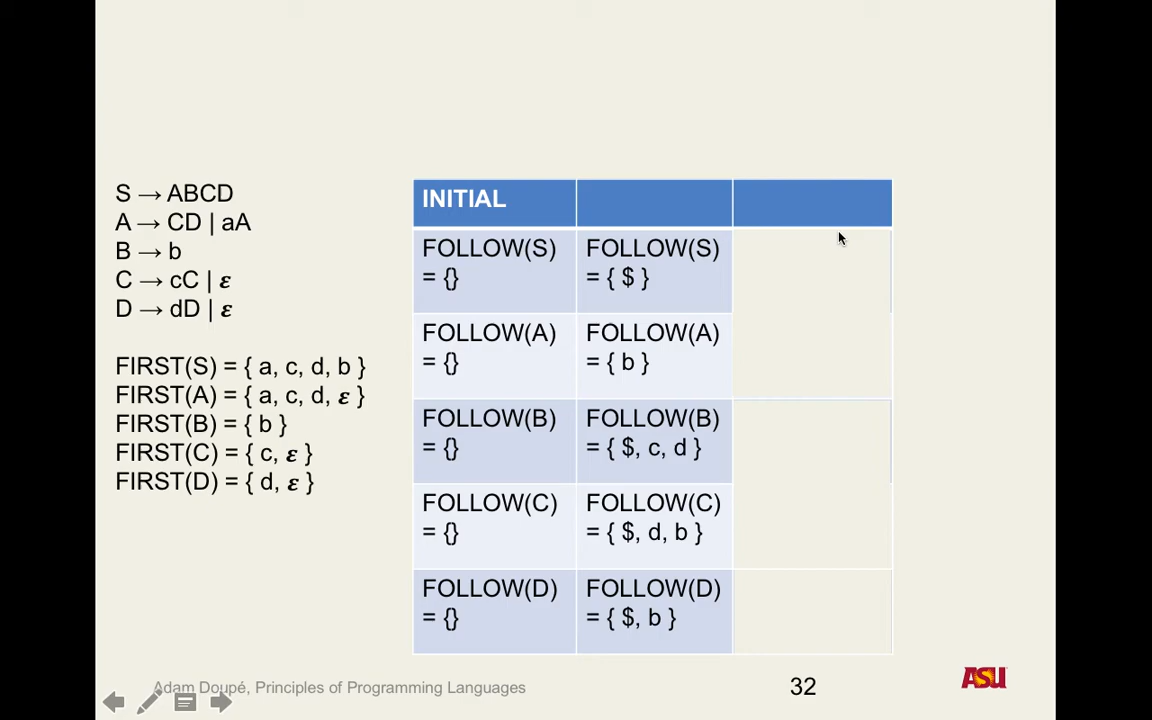 S → ABCD
A → CD | aA
B → b
C → cC | ε
D → dD | ε
FIRST(S) = { a, c, d, b }
FIRST(A) = { a, c, d, ε }
FIRST(B) = { b }
FIRST(C) = { c, ε }
FIRST(D) = { d, ε }
INITIAL
FOLLOW(S) FOLLOW(S)
= {} = { $ }
FOLLOW(A) FOLLOW(A)
= {} = { b }
FOLLOW(B) FOLLOW(B)
= {} = { $, c, d }
FOLLOW(C) FOLLOW(C)
= {} = { $, d, b }
FOLLOW(D) FOLLOW(D)
= {} = { $, b }
Adam Doupé, Principles of Programming Languages
32
ASU